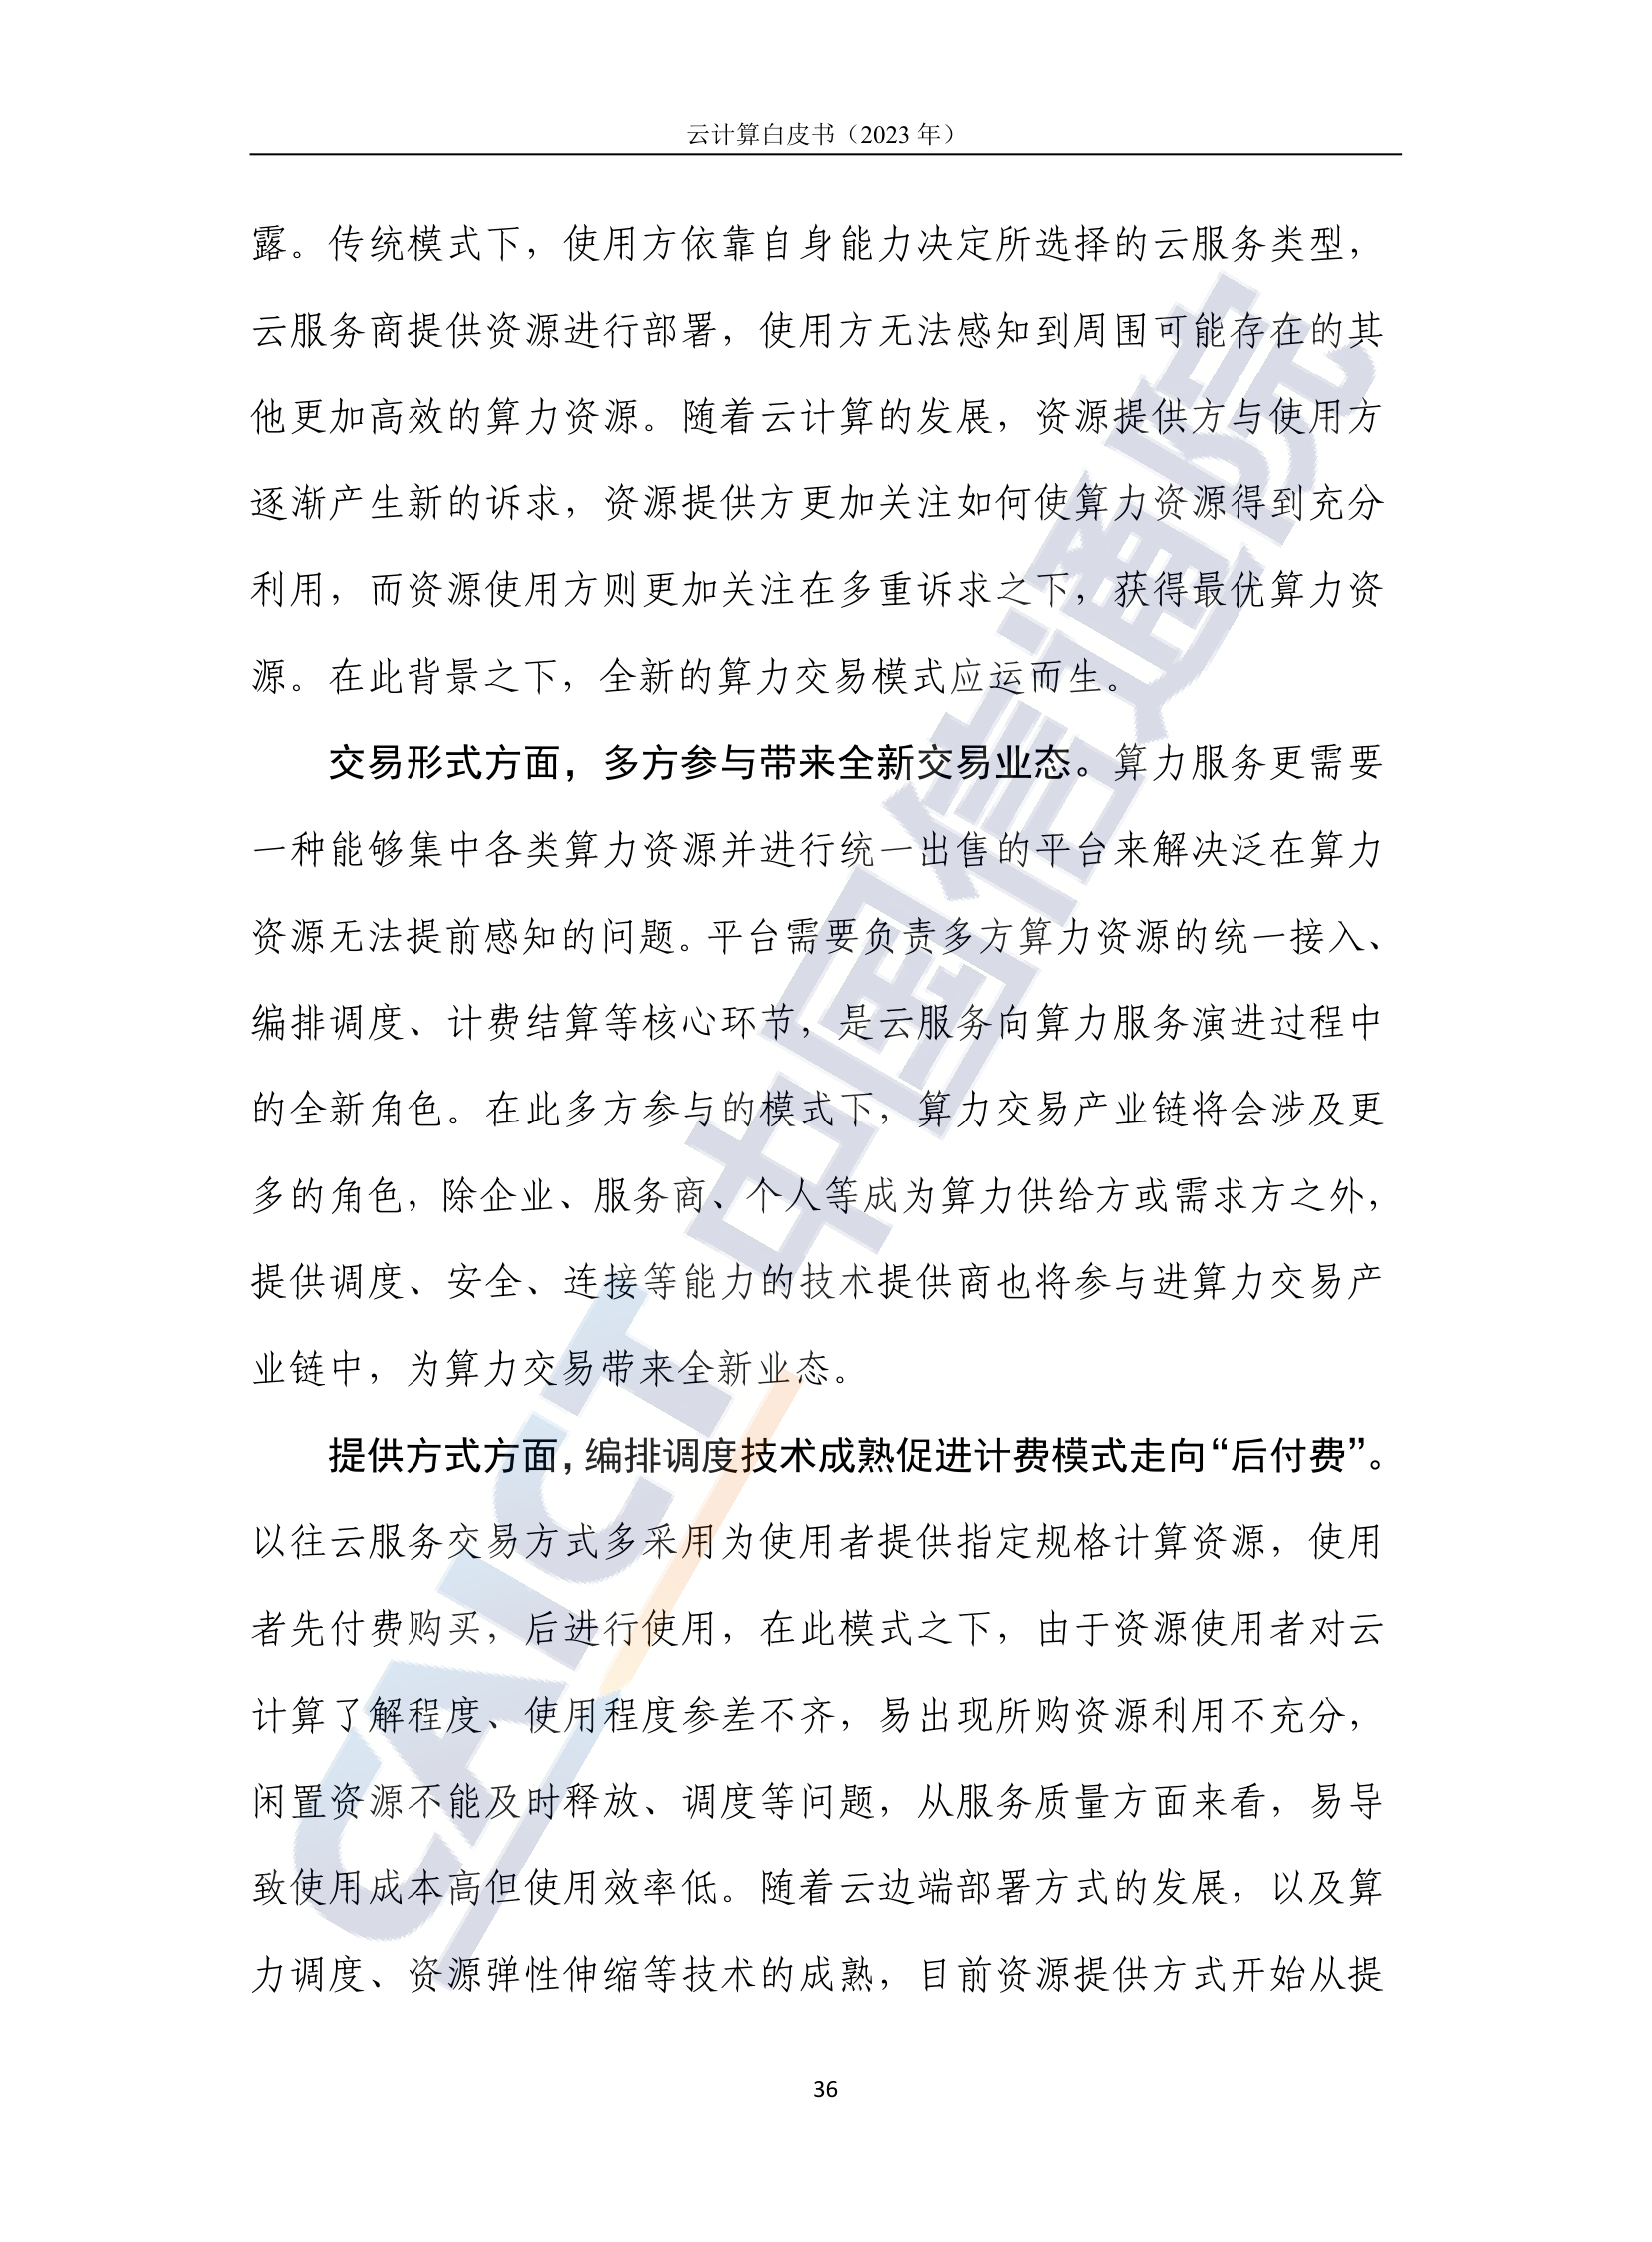 云计算白皮书（2023 年）
露。传统模式下，使用方依靠自身能力决定所选择的云服务类型，
云服务商提供资源进行部署，使用方无法感知到周围可能存在的其
他更加高效的算力资源。随着云计算的发展，资源提供方与使用方
逐渐产生新的诉求，资源提供方更加关注如何使算力资源得到充分
利用，而资源使用方则更加关注在多重诉求之下，获得最优算力资
源。在此背景之下，全新的算力交易模式应运而生。
交易形式方面，多方参与带来全新交易业态。算力服务更需要
一种能够集中各类算力资源并进行统一出售的平台来解决泛在算力
资源无法提前感知的问题。平台需要负责多方算力资源的统一接入、
编排调度、计费结算等核心环节，是云服务向算力服务演进过程中
的全新角色。在此多方参与的模式下，算力交易产业链将会涉及更
多的角色，除企业、服务商、个人等成为算力供给方或需求方之外，
提供调度、安全、连接等能力的技术提供商也将参与进算力交易产
业链中，为算力交易带来全新业态。
提供方式方面，编排调度技术成熟促进计费模式走向“后付费”。
以往云服务交易方式多采用为使用者提供指定规格计算资源，使用
者先付费购买，后进行使用，在此模式之下，由于资源使用者对云
计算了解程度、使用程度参差不齐，易出现所购资源利用不充分，
闲置资源不能及时释放、调度等问题，从服务质量方面来看，易导
致使用成本高但使用效率低。随着云边端部署方式的发展，以及算
力调度、资源弹性伸缩等技术的成熟，目前资源提供方式开始从提
36
CAICT 中国信通院